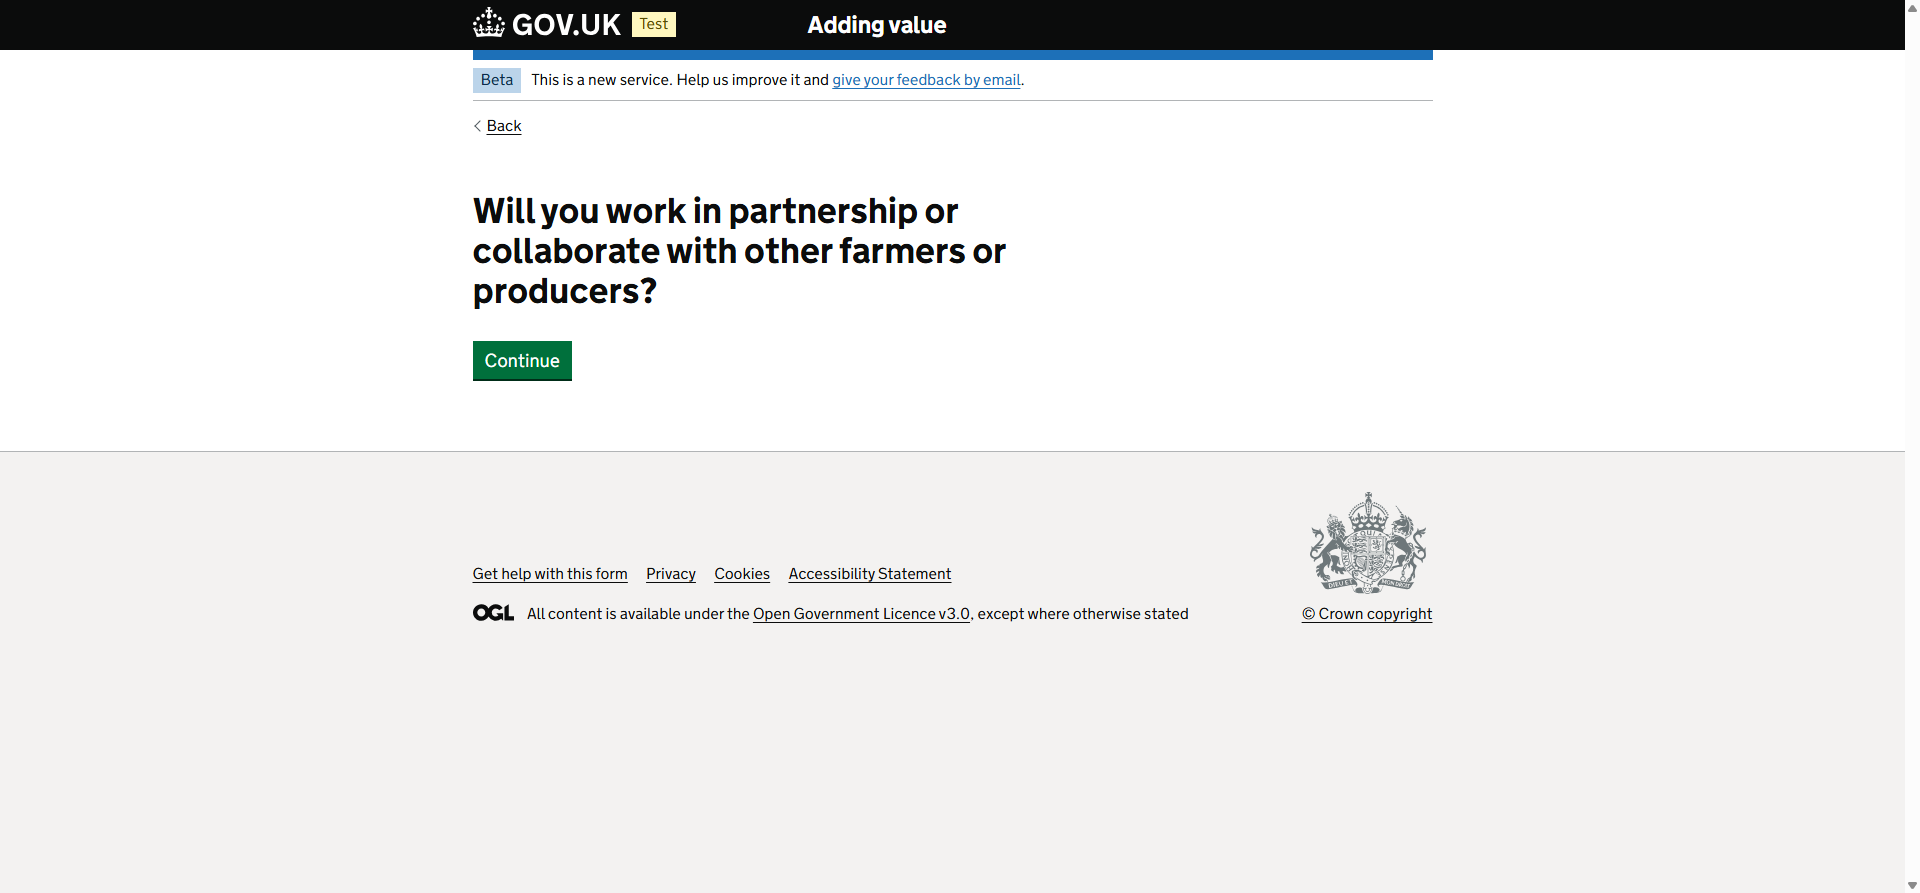 GOV.UK Test Adding value
Beta This is a new service. Help us improve it and give your feedback by email.
Back
Will you work in partnership or
collaborate with other farmers or
producers?
Continue
Get help with this form Privacy Cookies Accessibility Statement
OGL All content is available under the Open Government Licence v3.0, except where otherwise stated
© Crown copyright